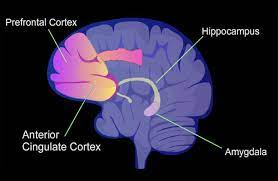 Prefrontal Cortex
Hippocampus
Anterior
Cingulate Cortex
Amygdala